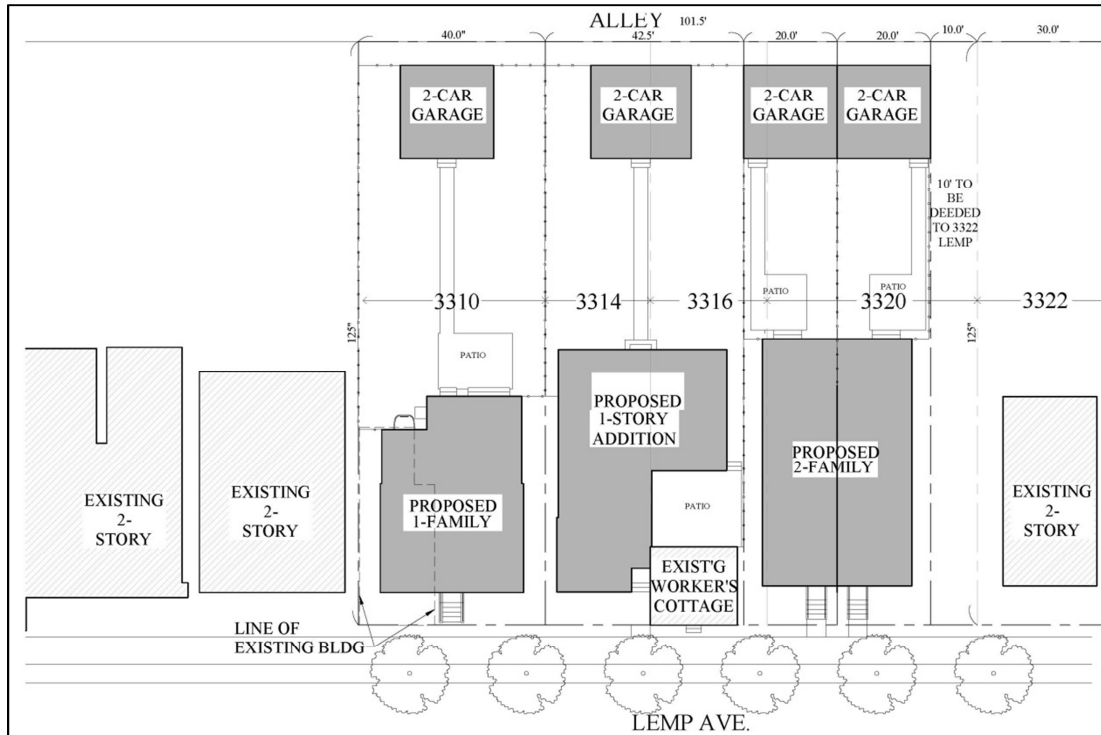 ALLEY 101.5'
40.0" 42.5' 20.0' 20.0' 10.0' 30.0'
2-CAR
GARAGE
2-CAR
GARAGE
2-CAR
GARAGE
2-CAR
GARAGE
10' TO
BE
DEEDED
TO 3322
LEMP
3310 3314 3316 3320 3322
125"
125"
PATIO
PATIO
PATIO
PATIO
EXISTING
2-
STORY
EXISTING
2-
STORY
PROPOSED
1-FAMILY
PROPOSED
1-STORY
ADDITION
EXIST'G
WORKER'S
COTTAGE
PROPOSED
2-FAMILY
EXISTING
2-
STORY
LINE OF
EXISTING BLDG
LEMP AVE.